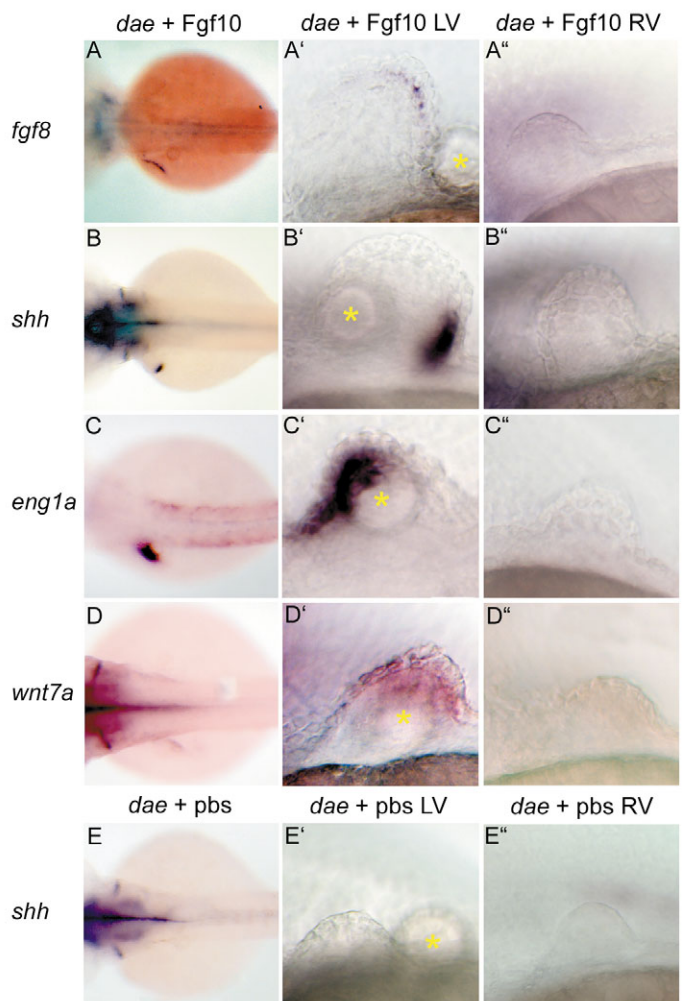 dae + Fgf10 dae + Fgf10 LV dae + Fgf10 RV
A A‘ A“
fgf8
*
B B‘ B“
shh
*
C C‘ C“
eng1a
*
D D‘ D“
wnt7a
*
dae + pbs dae + pbs LV dae + pbs RV
E E‘ E“
shh
*